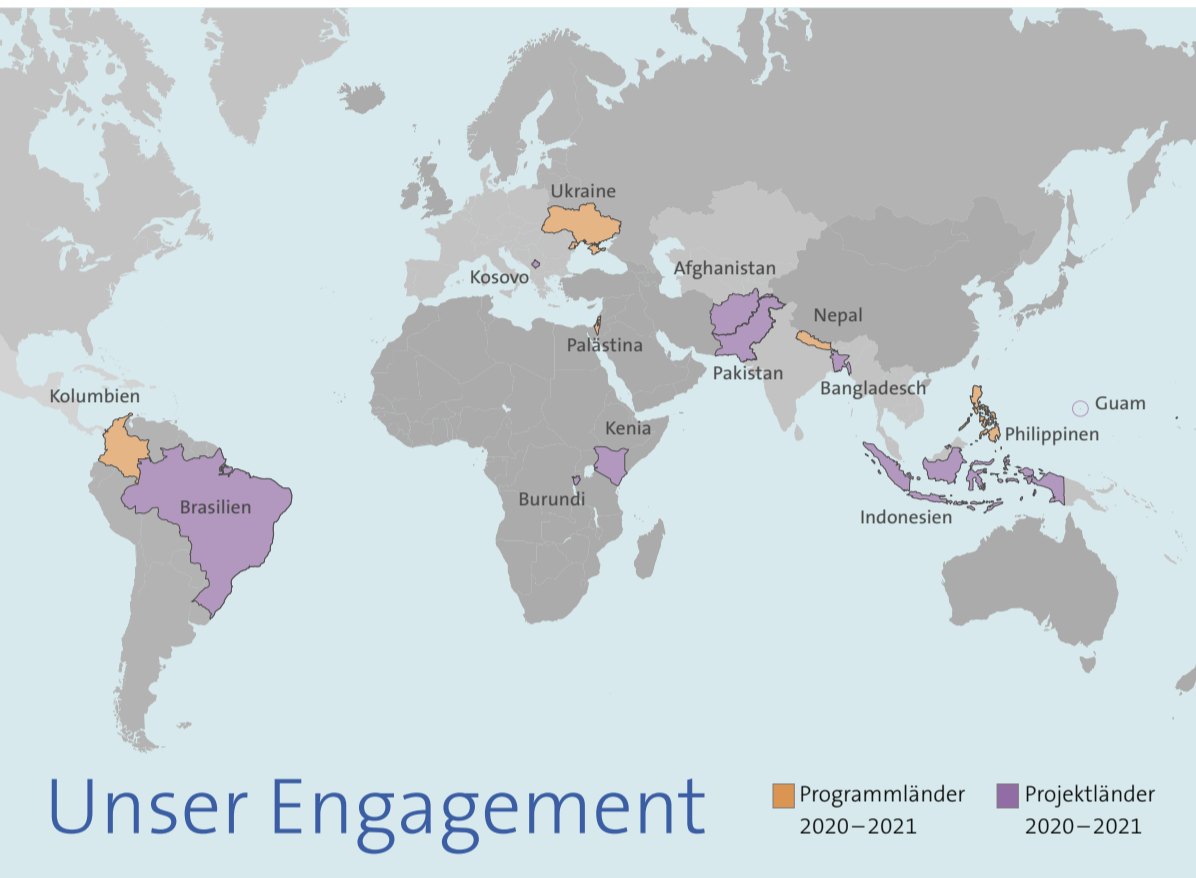 Ukraine
Kosovo
Afghanistan
Nepal
Palästina
Pakistan
Bangladesch
Kolumbien
Guam
Kenia
Philippinen
Burundi
Brasilien
Indonesien
Unser Engagement
Programmländer
2020–2021
Projektländer
2020–2021